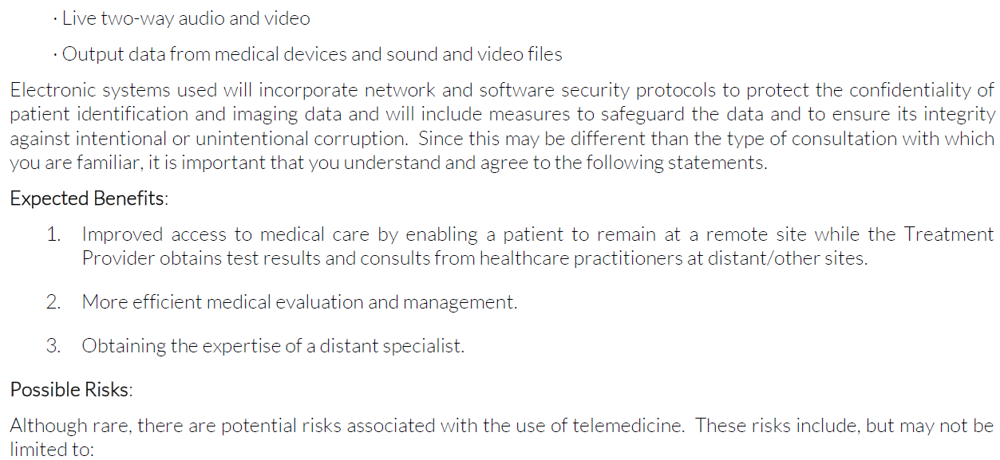 · Live two-way audio and video
· Output data from medical devices and sound and video files
Electronic systems used will incorporate network and software security protocols to protect the confidentiality of
patient identification and imaging data and will include measures to safeguard the data and to ensure its integrity
against intentional or unintentional corruption.  Since this may be different than the type of consultation with which
you are familiar, it is important that you understand and agree to the following statements.
Expected Benefits:
1. Improved access to medical care by enabling a patient to remain at a remote site while the Treatment
Provider obtains test results and consults from healthcare practitioners at distant/other sites.
2. More efficient medical evaluation and management.
3. Obtaining the expertise of a distant specialist.
Possible Risks:
Although rare, there are potential risks associated with the use of telemedicine.  These risks include, but may not be
limited to: